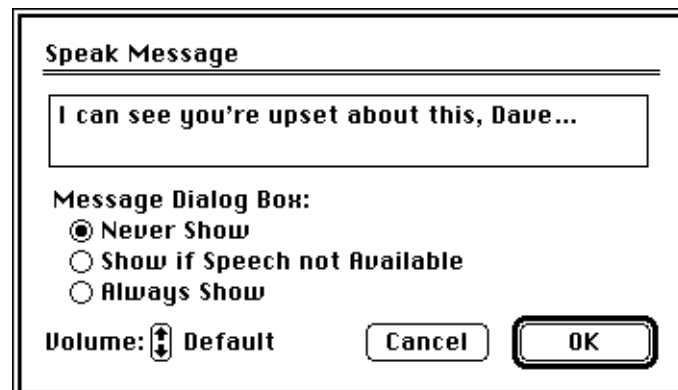 Speak Message
I can see you're upset about this, Dave...
Message Dialog Box:
Never Show
Show if Speech not Available
Always Show
Volume: Default
Cancel
OK